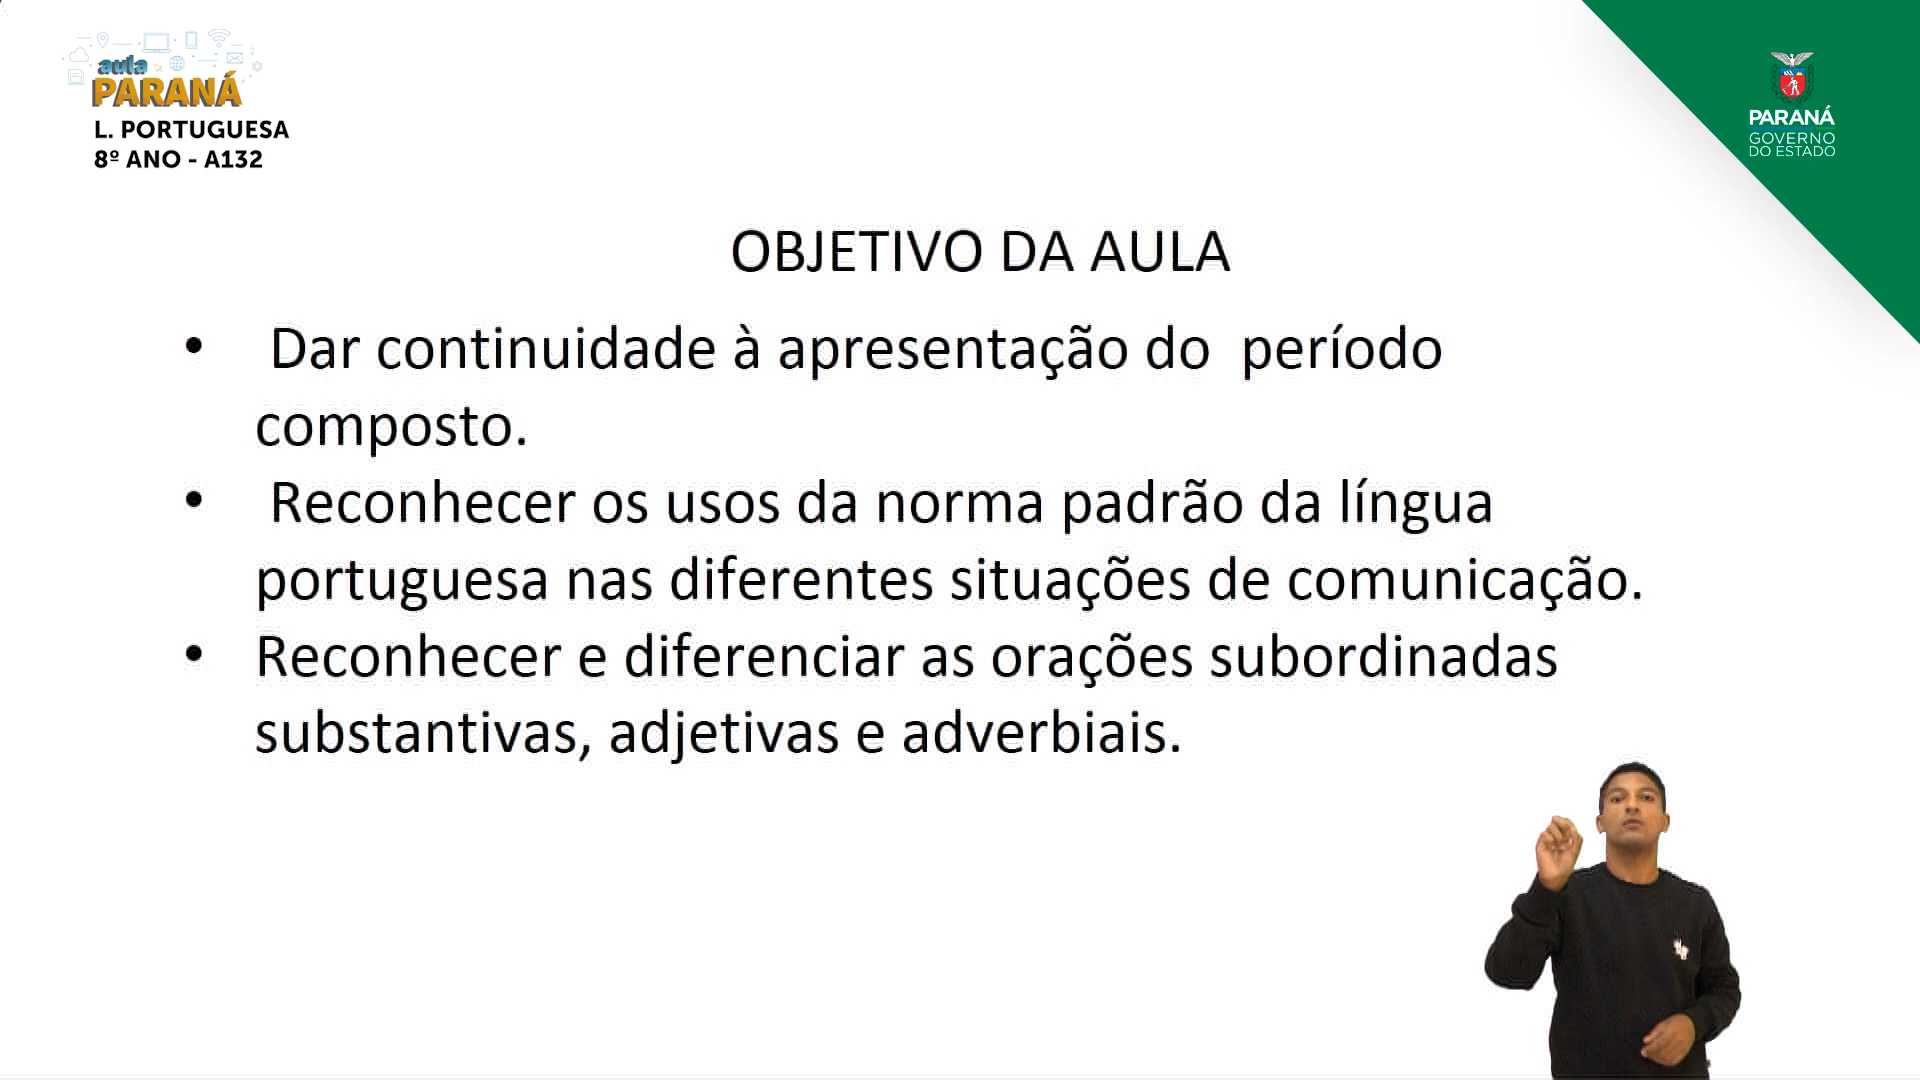 aula
PARANÁ
L. PORTUGUESA
8º ANO - A132
PARANÁ
GOVERNO
DO ESTADO
OBJETIVO DA AULA
• Dar continuidade à apresentação do período
composto.
• Reconhecer os usos da norma padrão da língua
portuguesa nas diferentes situações de comunicação.
• Reconhecer e diferenciar as orações subordinadas
substantivas, adjetivas e adverbiais.